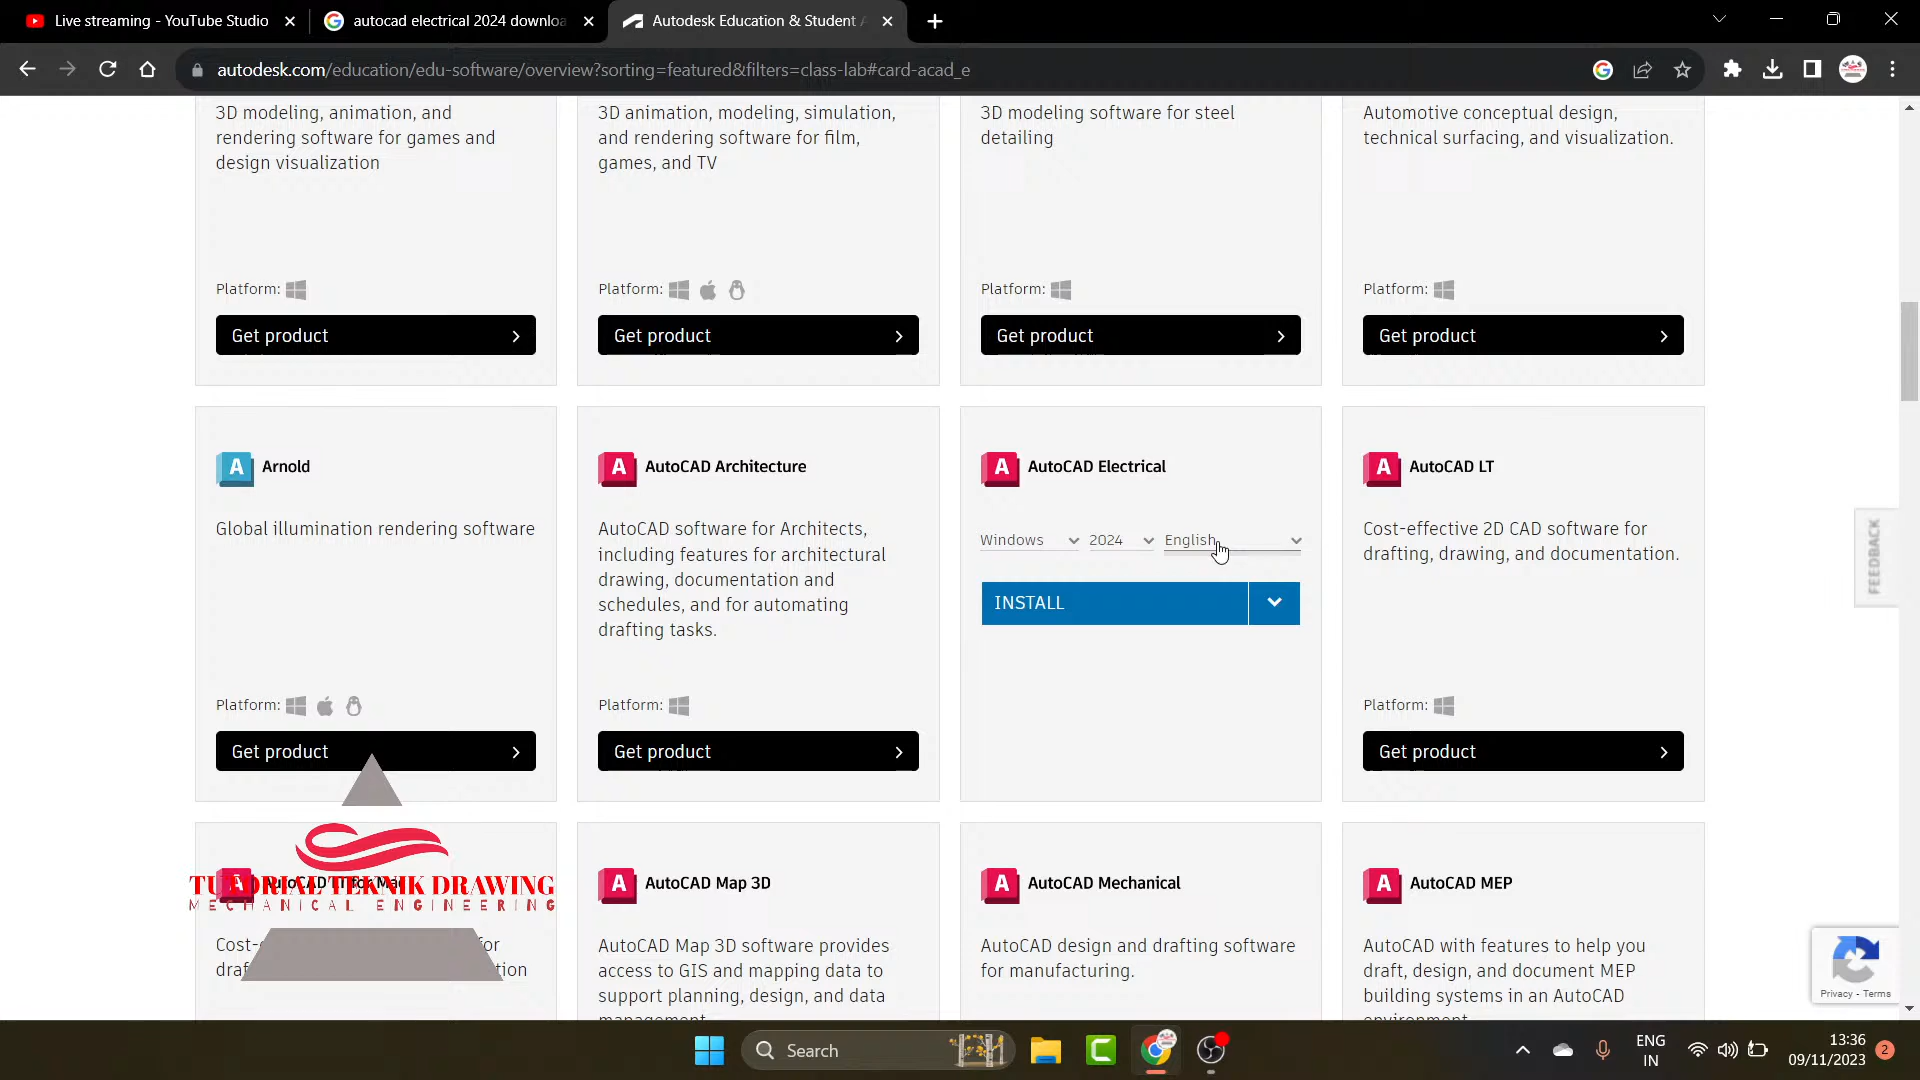 Live streaming - YouTube Studio
autocad electrical 2024 downloa
Autodesk Education & Student A
autodesk.com/education/edu-software/overview?sorting=featured&filters=class-lab#card-acad_e
3D modeling, animation, and
rendering software for games and
design visualization
Platform:
Get product
3D animation, modeling, simulation,
and rendering software for film,
games, and TV
Platform:
Get product
3D modeling software for steel
detailing
Platform:
Get product
Automotive conceptual design,
technical surfacing, and visualization.
Platform:
Get product
A Arnold
Global illumination rendering software
Platform:
Get product
A AutoCAD Architecture
AutoCAD software for Architects,
including features for architectural
drawing, documentation and
schedules, and for automating
drafting tasks.
Platform:
Get product
A AutoCAD Electrical
Windows 2024 English
INSTALL
A AutoCAD LT
Cost-effective 2D CAD software for
drafting, drawing, and documentation.
Platform:
Get product
TUTORIAL TEKNIK DRAWING
MECHANICAL ENGINEERING
Cost- for
draf tion
A AutoCAD Map 3D
AutoCAD Map 3D software provides
access to GIS and mapping data to
support planning, design, and data
management.
A AutoCAD Mechanical
AutoCAD design and drafting software
for manufacturing.
A AutoCAD MEP
AutoCAD with features to help you
draft, design, and document MEP
building systems in an AutoCAD
environment.
FEEDBACK
Privacy - Terms
Search
ENG
IN
13:36
09/11/2023
2